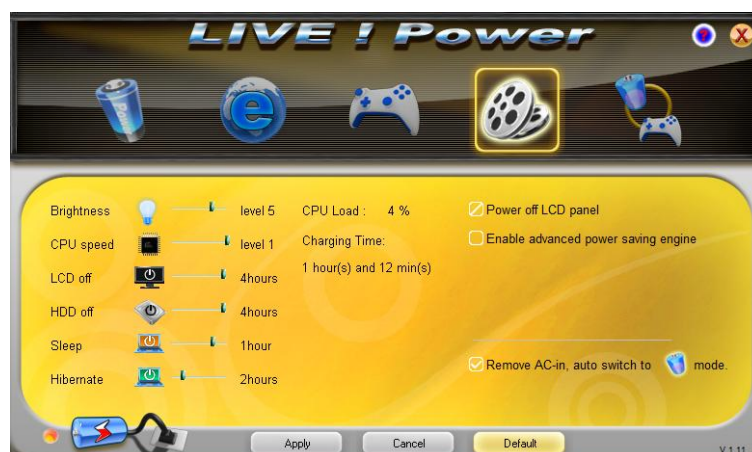 LIVE ! Power
Power
Brightness
level 5
CPU Load : 4 %
Power off LCD panel
CPU speed
level 1
Charging Time:
Enable advanced power saving engine
LCD off
4hours
1 hour(s) and 12 min(s)
HDD off
4hours
Sleep
1hour
Remove AC-in, auto switch to mode.
Hibernate
2hours
Apply
Cancel
Default
V 1.11